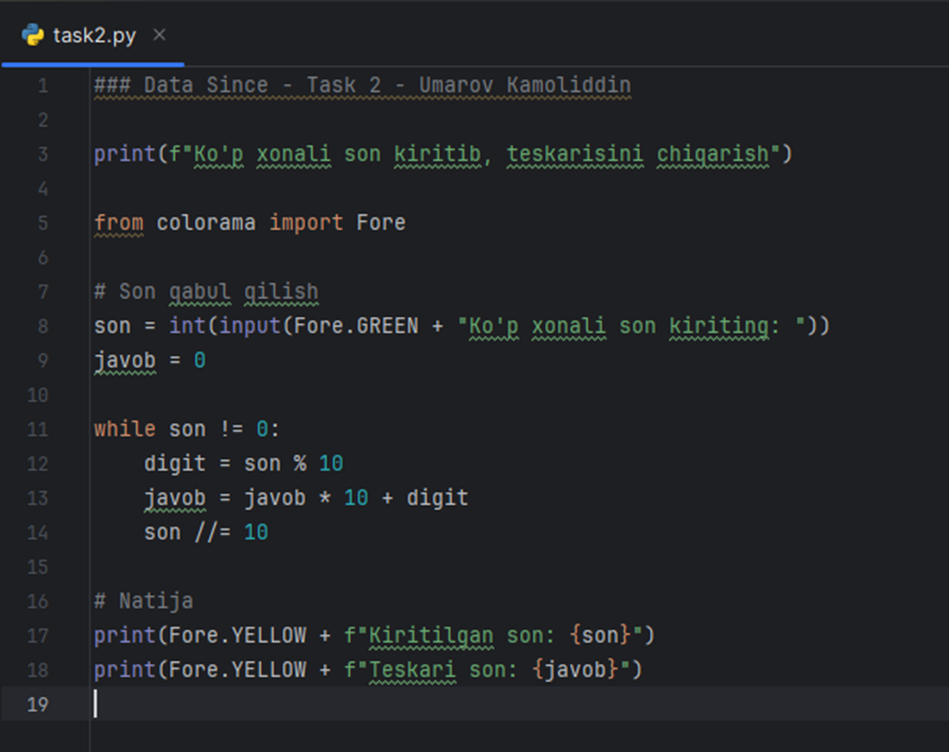 task2.py
1 ### Data Since - Task 2 - Umarov Kamoliddin
2
3 print(f"Ko'p xonali son kiritib, teskarisini chiqarish")
4
5 from colorama import Fore
6
7 # Son qabul qilish
8 son = int(input(Fore.GREEN + "Ko'p xonali son kiriting: "))
9 javob = 0
10
11 while son != 0:
12     digit = son % 10
13     javob = javob * 10 + digit
14     son //= 10
15
16 # Natija
17 print(Fore.YELLOW + f"Kiritilgan son: {son}")
18 print(Fore.YELLOW + f"Teskari son: {javob}")
19